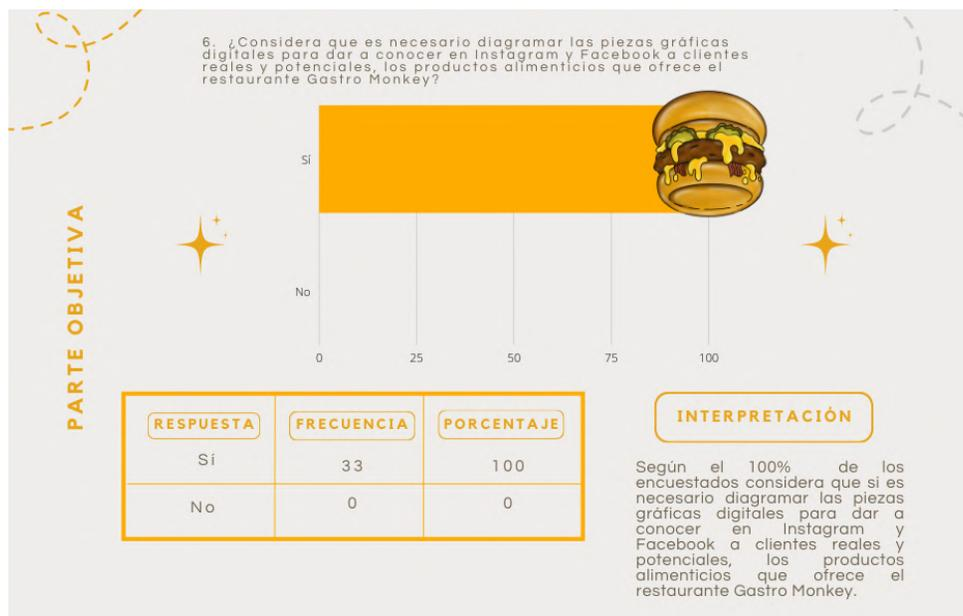 6. ¿Considera que es necesario diagramar las piezas gráficas
digitales para dar a conocer en Instagram y Facebook a clientes
reales y potenciales, los productos alimenticios que ofrece el
restaurante Gastro Monkey?
Sí
No
0 25 50 75 100
PARTE OBJETIVA
RESPUESTA FRECUENCIA PORCENTAJE
Sí 33 100
No 0 0
INTERPRETACIÓN
Según el 100% de los
encuestados considera que si es
necesario diagramar las piezas
gráficas digitales para dar a
conocer en Instagram y
Facebook a clientes reales y
potenciales, los productos
alimenticios que ofrece el
restaurante Gastro Monkey.